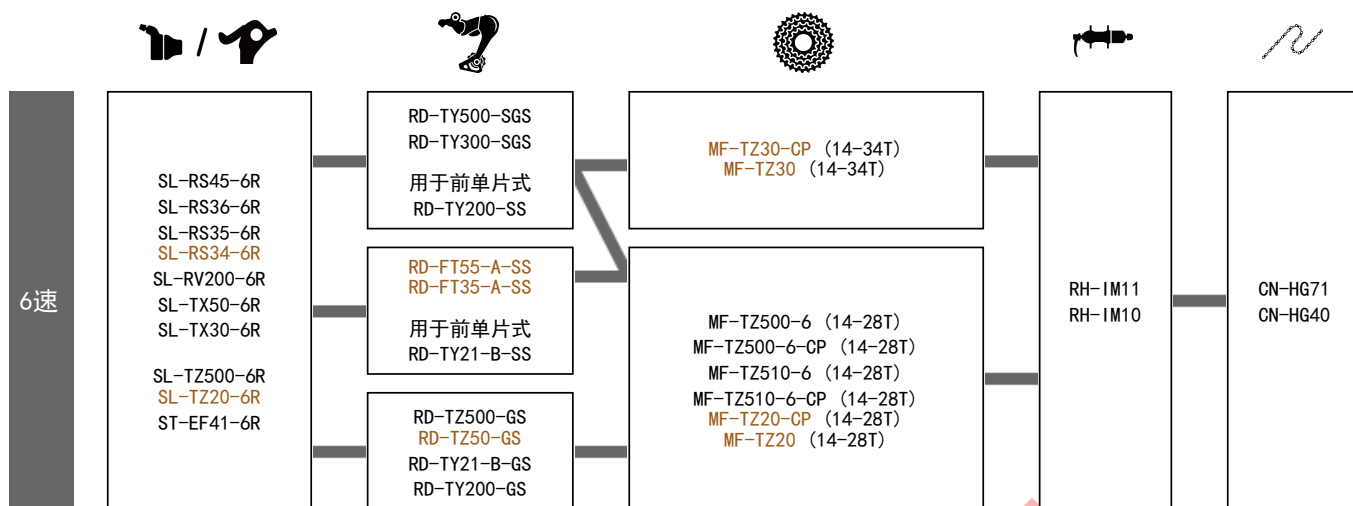 6速
SL-RS45-6R
SL-RS36-6R
SL-RS35-6R
SL-RS34-6R
SL-RV200-6R
SL-TX50-6R
SL-TX30-6R
SL-TZ500-6R
SL-TZ20-6R
ST-EF41-6R
RD-TY500-SGS
RD-TY300-SGS
用于前单片式
RD-TY200-SS
RD-FT55-A-SS
RD-FT35-A-SS
用于前单片式
RD-TY21-B-SS
RD-TZ500-GS
RD-TZ50-GS
RD-TY21-B-GS
RD-TY200-GS
MF-TZ30-CP (14-34T)
MF-TZ30 (14-34T)
MF-TZ500-6 (14-28T)
MF-TZ500-6-CP (14-28T)
MF-TZ510-6 (14-28T)
MF-TZ510-6-CP (14-28T)
MF-TZ20-CP (14-28T)
MF-TZ20 (14-28T)
RH-IM11
RH-IM10
CN-HG71
CN-HG40